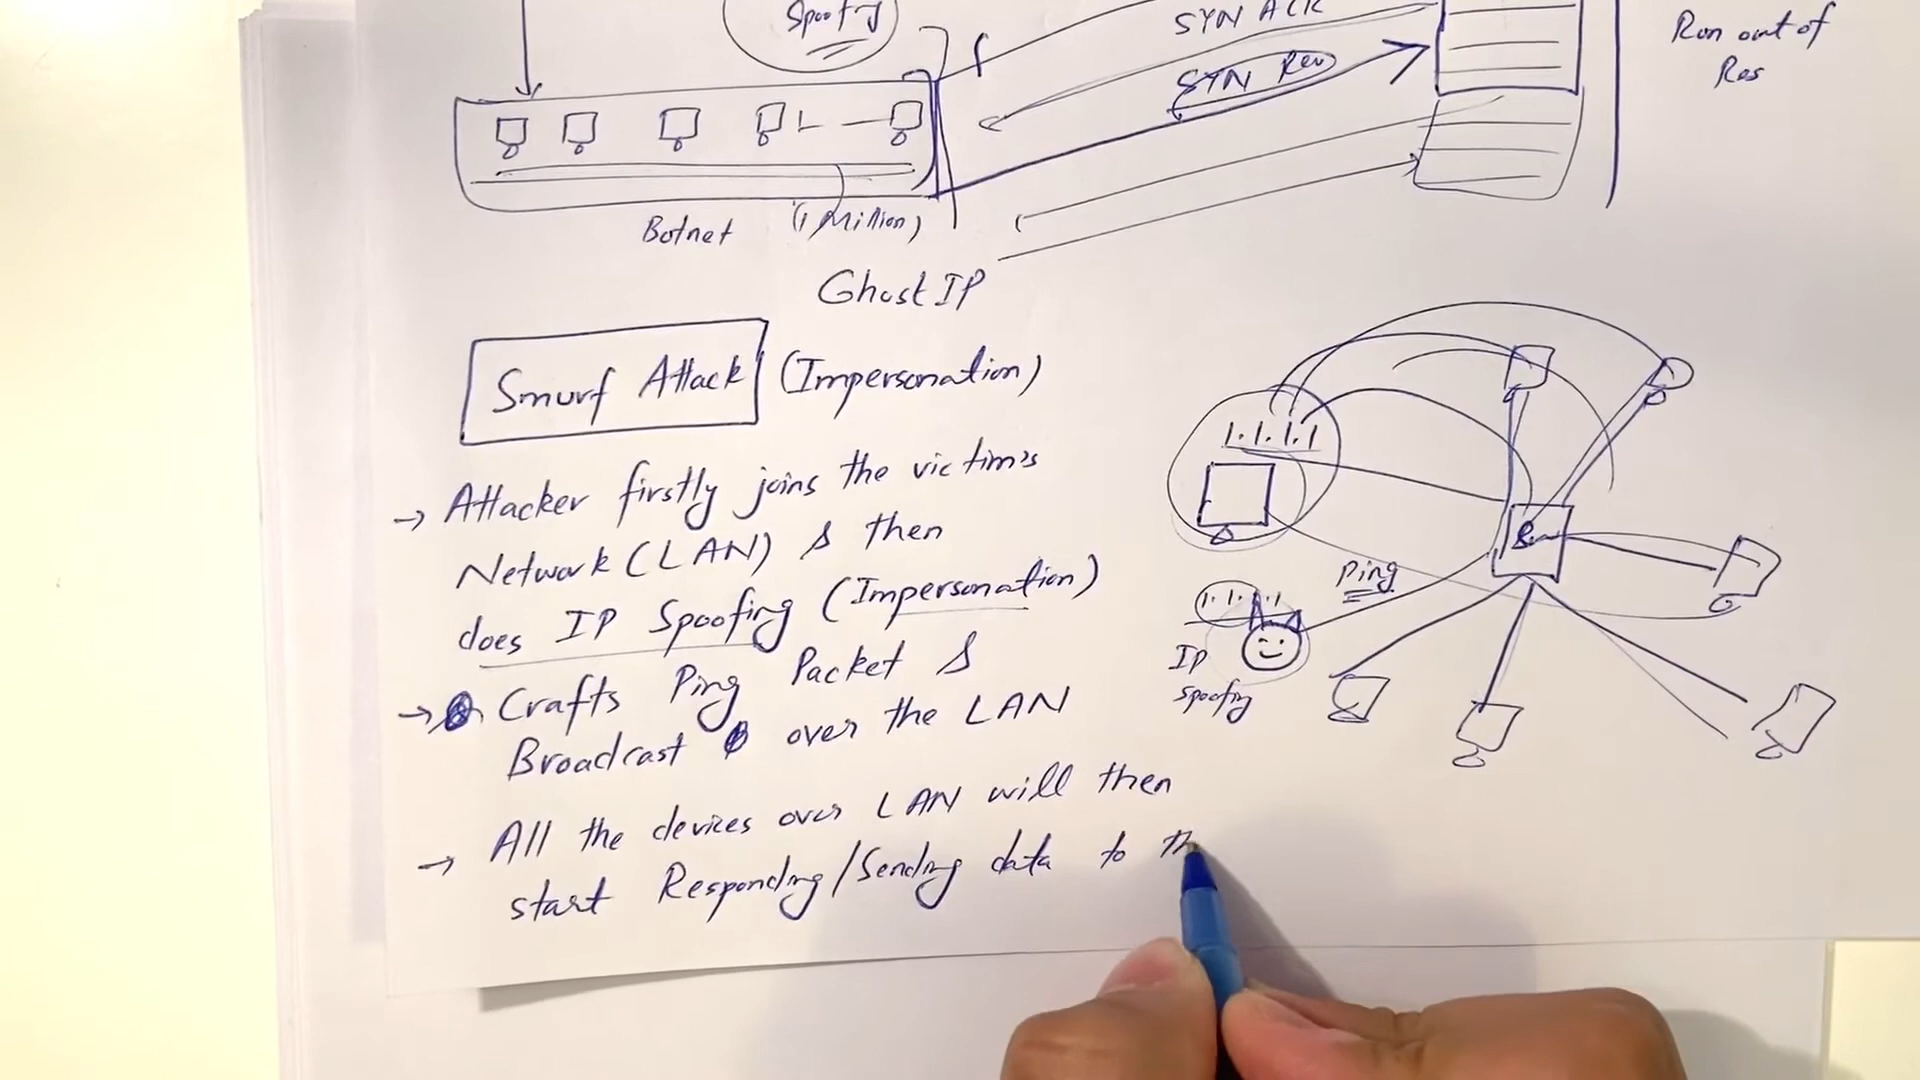 Spoofing
SYN ACK
SYN Rev
Run out of
Res
Botnet (1 Million)
Ghost IP
Smurf Attack (Impersonation)
→ Attacker firstly joins the victim's
Network (LAN) & then
does IP Spoofing (Impersonation)
→ Crafts Ping Packet &
Broadcast over the LAN
→ All the devices over LAN will then
start Responding/Sending data to th
1.1.1.1
Ping
1.1.1.1
IP
spoofing